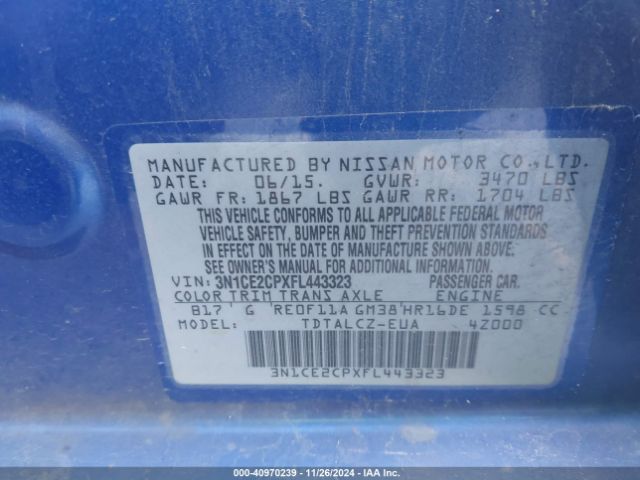 MANUFACTURED BY NISSAN MOTOR CO.,LTD.
DATE: 06/15. GVWR: 3470 LBS
GAWR FR: 1867 LBS GAWR RR: 1704 LBS
THIS VEHICLE CONFORMS TO ALL APPLICABLE FEDERAL MOTOR
VEHICLE SAFETY, BUMPER AND THEFT PREVENTION STANDARDS
IN EFFECT ON THE DATE OF MANUFACTURE SHOWN ABOVE.
SEE OWNER'S MANUAL FOR ADDITIONAL INFORMATION.
VIN: 3N1CE2CPXFL443323 PASSENGER CAR.
COLOR TRIM TRANS AXLE ENGINE
B17 G RE0F11A GM38 HR16DE 1598 CC
MODEL: TDTALCZ-EUA 4Z000
3N1CE2CPXFL443323
000-40970239 - 11/26/2024 - IAA Inc.